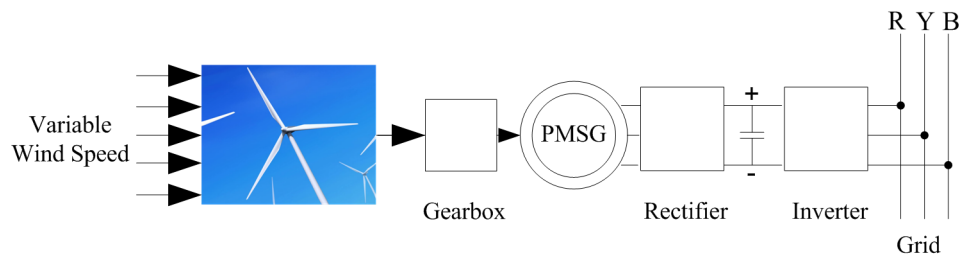 R Y B
Variable
Wind Speed
PMSG
+
-
Gearbox
Rectifier
Inverter
Grid